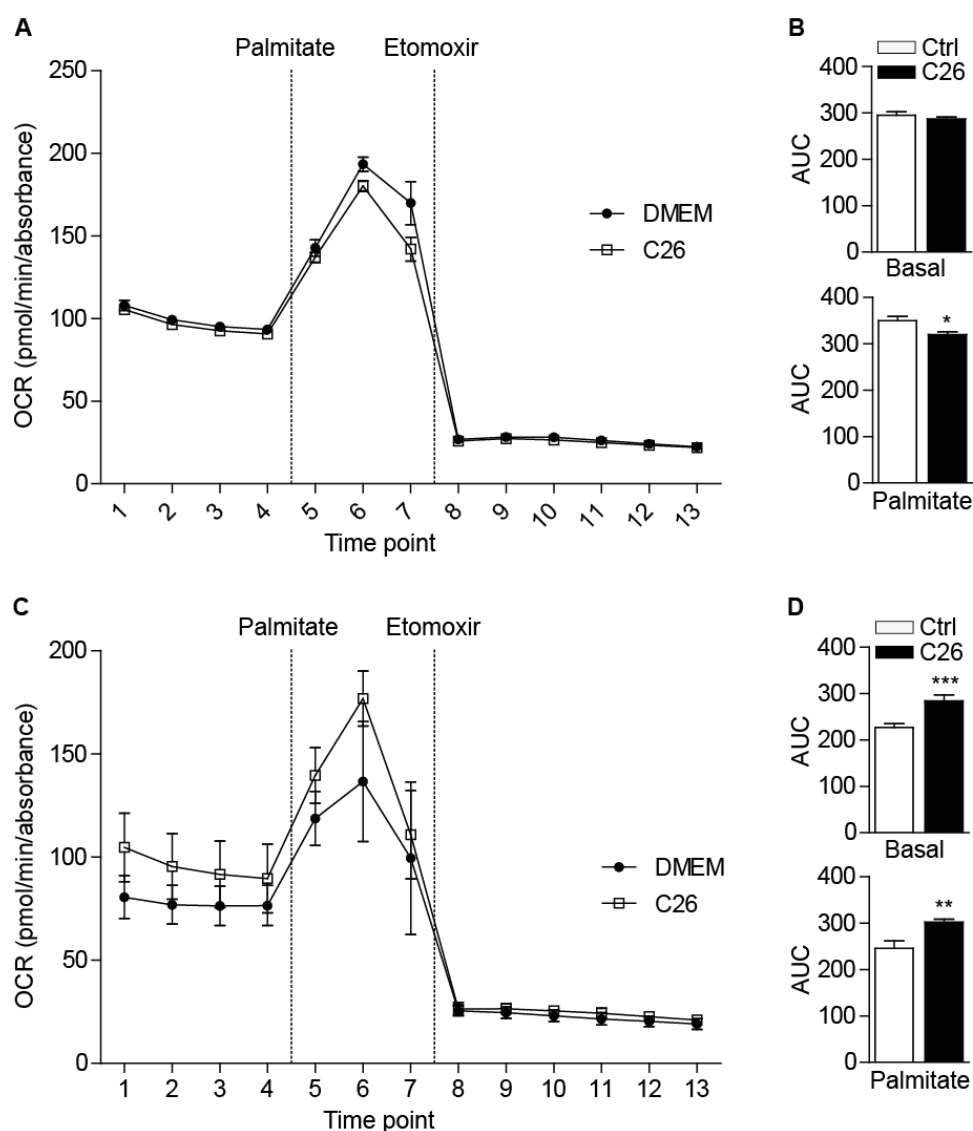 A
Palmitate
Etomoxir
250
200
150
100
50
0
OCR (pmol/min/absorbance)
DMEM
C26
1 2 3 4 5 6 7 8 9 10 11 12 13
Time point
B
Ctrl
C26
400
300
200
100
0
AUC
Basal
*
400
300
200
100
0
AUC
Palmitate
C
Palmitate
Etomoxir
200
150
100
50
0
OCR (pmol/min/absorbance)
DMEM
C26
1 2 3 4 5 6 7 8 9 10 11 12 13
Time point
D
Ctrl
C26
***
400
300
200
100
0
AUC
Basal
**
400
300
200
100
0
AUC
Palmitate